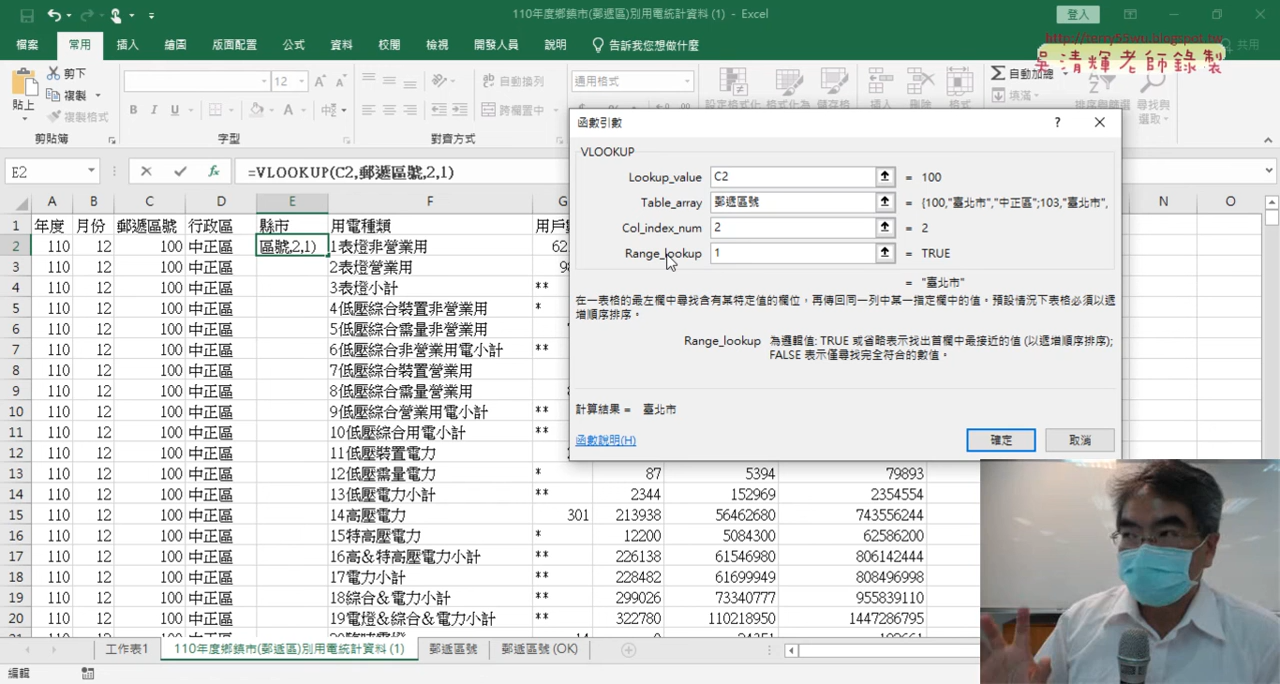 110年度鄉鎮市(郵遞區)別用電統計資料 (1) - Excel
登入
檔案 常用 插入 繪圖 版面配置 公式 資料 校閱 檢視 開發人員 說明 告訴我您想做什麼
http://terry55wu.blogspot.tw
吳清輝老師錄製
共用
貼上 剪下 複製 複製格式
12 A A 自動換列 通用格式 自動加總
B I U A 跨欄置中 填滿
剪貼簿 字型 對齊方式
E2 fx =VLOOKUP(C2,郵遞區號,2,1)
函數引數 ?
VLOOKUP
Lookup_value C2 = 100
Table_array 郵遞區號 = {100,"臺北市","中正區";103,"臺北市",
Col_index_num 2 = 2
Range_lookup 1 = TRUE
= "臺北市"
在一表格的最左欄中尋找含有某特定值的欄位，再傳回同一列中某一指定欄中的值。預設情況下表格必須以遞
增順序排序。
Range_lookup 為邏輯值: TRUE 或省略表示找出首欄中最接近的值 (以遞增順序排序);
FALSE 表示僅尋找完全符合的數值。
計算結果 = 臺北市
函數說明(H)
確定 取消
A B C D E F G N O
1 年度 月份 郵遞區號 行政區 縣市 用電種類 用戶數
2 110 12 100 中正區 區號,2,1) 1表燈非營業用 62
3 110 12 100 中正區 2表燈營業用 98
4 110 12 100 中正區 3表燈小計 **
5 110 12 100 中正區 4低壓綜合裝置非營業用 *
6 110 12 100 中正區 5低壓綜合需量非營業用
7 110 12 100 中正區 6低壓綜合非營業用電小計 **
8 110 12 100 中正區 7低壓綜合裝置營業用
9 110 12 100 中正區 8低壓綜合需量營業用
10 110 12 100 中正區 9低壓綜合營業用電小計 **
11 110 12 100 中正區 10低壓綜合用電小計 **
12 110 12 100 中正區 11低壓裝置電力
13 110 12 100 中正區 12低壓需量電力 * 87 5394 79893
14 110 12 100 中正區 13低壓電力小計 ** 2344 152969 2354554
15 110 12 100 中正區 14高壓電力 301 213938 56462680 743556244
16 110 12 100 中正區 15特高壓電力 * 12200 5084300 62586200
17 110 12 100 中正區 16高&特高壓電力小計 ** 226138 61546980 806142444
18 110 12 100 中正區 17電力小計 ** 228482 61699949 808496998
19 110 12 100 中正區 18綜合&電力小計 ** 299026 73340777 955839110
20 110 12 100 中正區 19電燈&綜合&電力小計 ** 322780 110218950 1447286795
工作表1 110年度鄉鎮市(郵遞區)別用電統計資料 (1) 郵遞區號 郵遞區號 (OK)
編輯